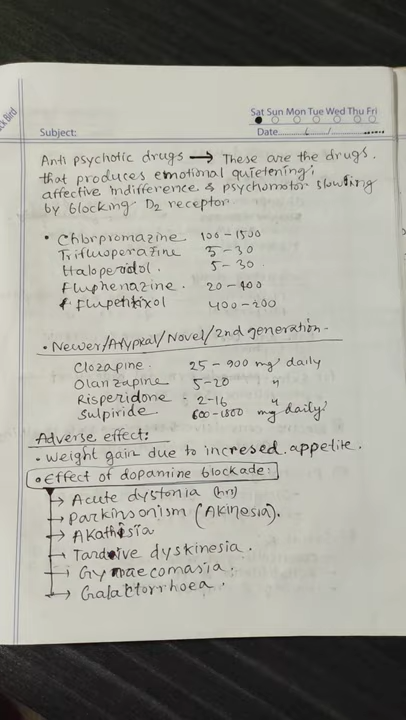 ck Bird
Sat Sun Mon Tue Wed Thu Fri
Subject:
Date....../....../......
Anti psychotic drugs → These are the drugs.
that produces emotional quietening,
affective indifference & psychomotor slowing
by blocking D2 receptor
• Chlorpromazine 100-1500
Trifluoperazine 5-30
Haloperidol. 5-30
Fluphenazine. 20-400
Flupentixol 400-200
• Newer/Atypical/Novel/2nd generation-
Clozapine. 25-900 mg daily
Olanzapine 5-20 "
Risperidone - 2-16 "
Sulpiride 600-1800 mg daily
Adverse effect:
• Weight gain due to incresed appetite.
• Effect of dopamine blockade:
→ Acute dystonia (hrs)
→ Parkinsonism (Akinesia).
→ Akathisia
→ Tardive dyskinesia.
→ Gynaecomasia.
→ Galactorrhoea.